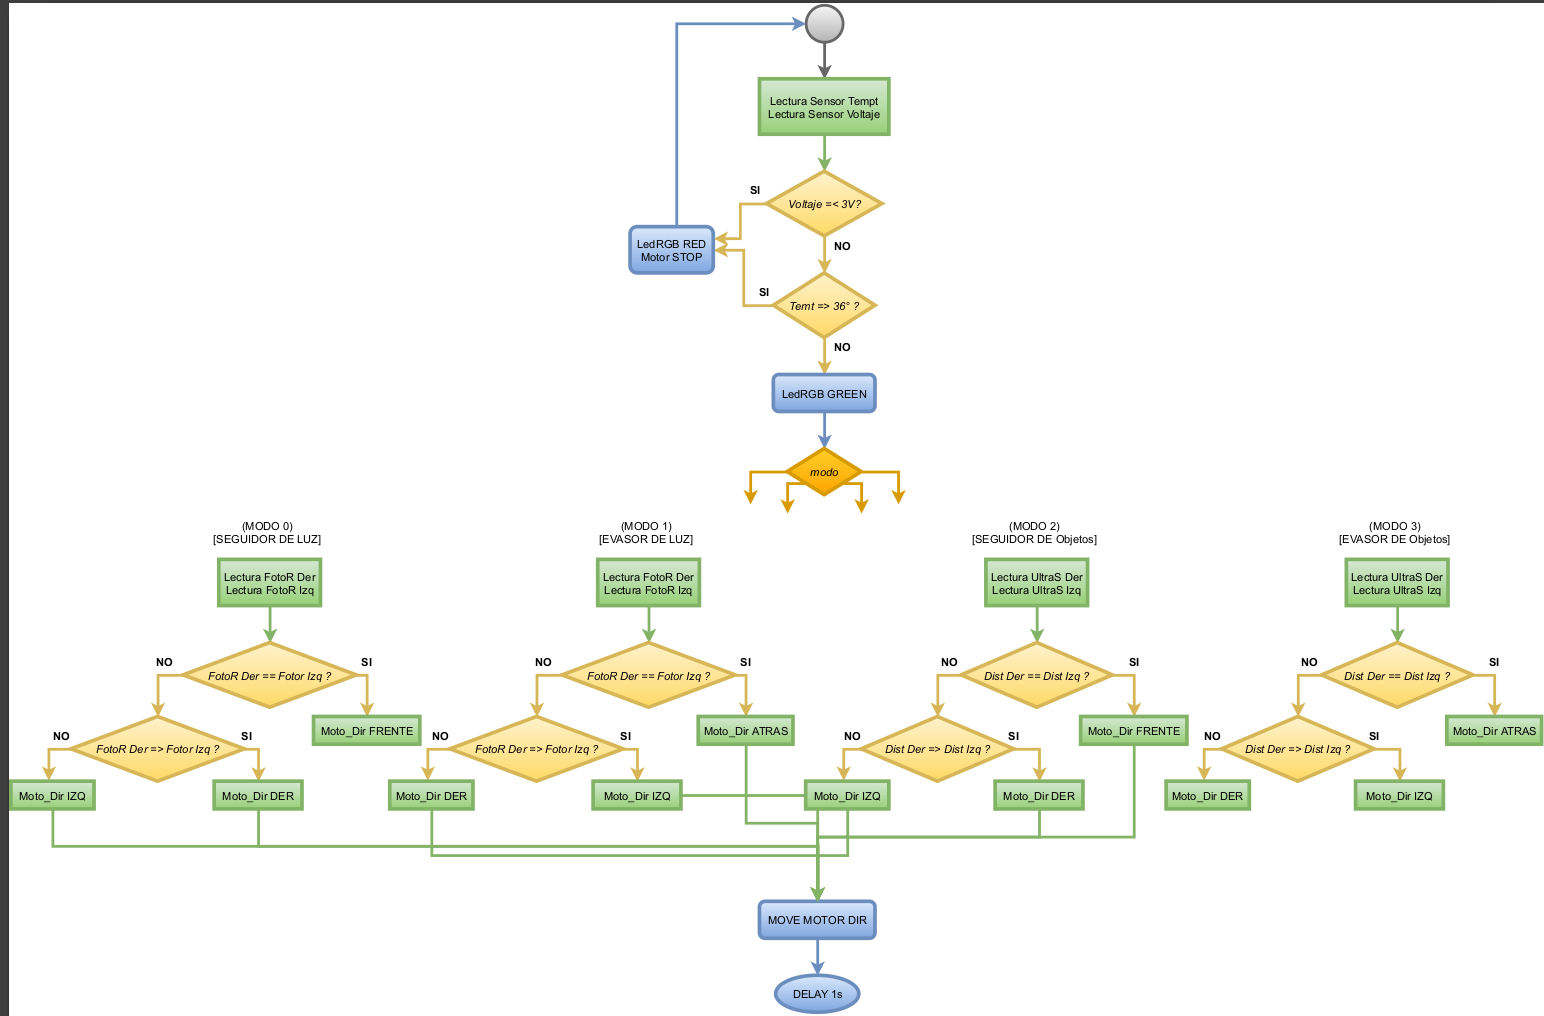 Lectura Sensor Tempt
Lectura Sensor Voltaje
SI
Voltaje =< 3V?
LedRGB RED
Motor STOP
NO
SI
Temt => 36° ?
NO
LedRGB GREEN
modo
(MODO 0)
[SEGUIDOR DE LUZ]
(MODO 1)
[EVASOR DE LUZ]
(MODO 2)
[SEGUIDOR DE Objetos]
(MODO 3)
[EVASOR DE Objetos]
Lectura FotoR Der
Lectura FotoR Izq
Lectura FotoR Der
Lectura FotoR Izq
Lectura UltraS Der
Lectura UltraS Izq
Lectura UltraS Der
Lectura UltraS Izq
NO
FotoR Der == Fotor Izq ?
SI
NO
FotoR Der == Fotor Izq ?
SI
NO
Dist Der == Dist Izq ?
SI
NO
Dist Der == Dist Izq ?
SI
Moto_Dir FRENTE
Moto_Dir ATRAS
Moto_Dir FRENTE
Moto_Dir ATRAS
NO
FotoR Der => Fotor Izq ?
SI
NO
FotoR Der => Fotor Izq ?
SI
NO
Dist Der => Dist Izq ?
SI
NO
Dist Der => Dist Izq ?
SI
Moto_Dir IZQ
Moto_Dir DER
Moto_Dir DER
Moto_Dir IZQ
Moto_Dir IZQ
Moto_Dir DER
Moto_Dir DER
Moto_Dir IZQ
MOVE MOTOR DIR
DELAY 1s